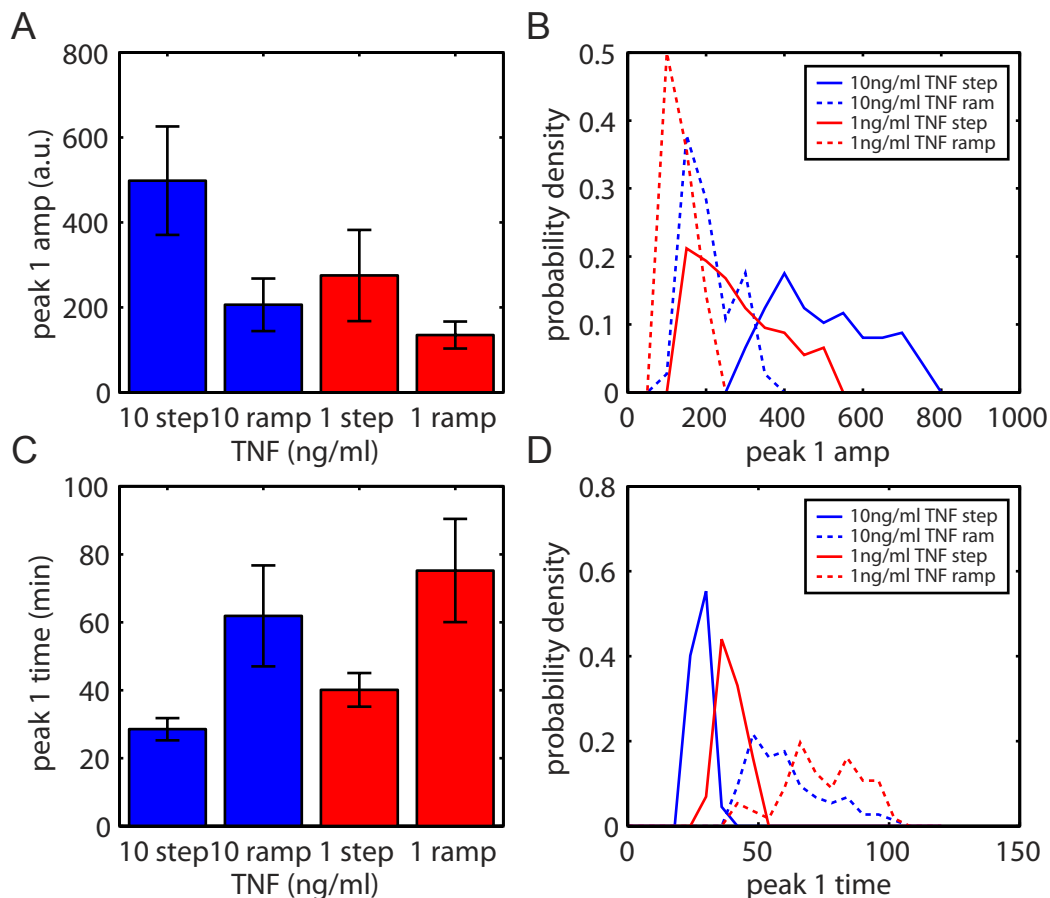 A
800
600
400
200
0
peak 1 amp (a.u.)
10 step 10 ramp 1 step 1 ramp
TNF (ng/ml)
B
0.5
0.4
0.3
0.2
0.1
0
probability density
10ng/ml TNF step
10ng/ml TNF ram
1ng/ml TNF step
1ng/ml TNF ramp
0 200 400 600 800 1000
peak 1 amp
C
100
80
60
40
20
0
peak 1 time (min)
10 step 10 ramp 1 step 1 ramp
TNF (ng/ml)
D
0.8
0.6
0.4
0.2
0
probability density
10ng/ml TNF step
10ng/ml TNF ram
1ng/ml TNF step
1ng/ml TNF ramp
0 50 100 150
peak 1 time